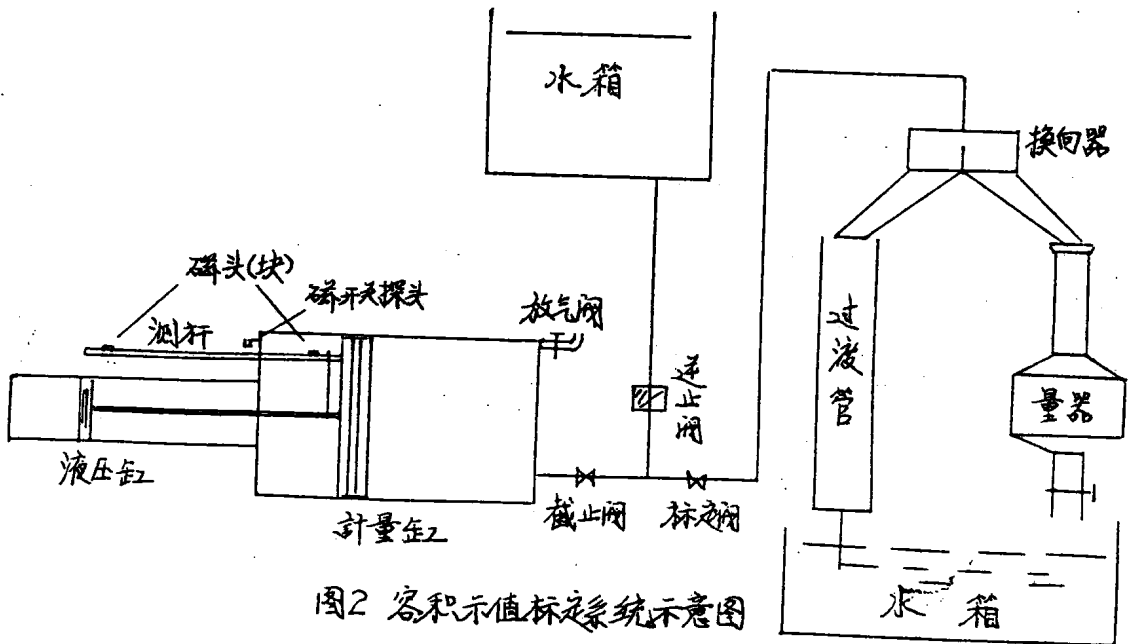 水箱
换向器
磁头(块)
磁开关探头
放气阀
测杆
过渡管
逆止阀
量器
液压缸
計量缸
截止阀
标定阀
水箱
图2 容积示值标定系统示意图